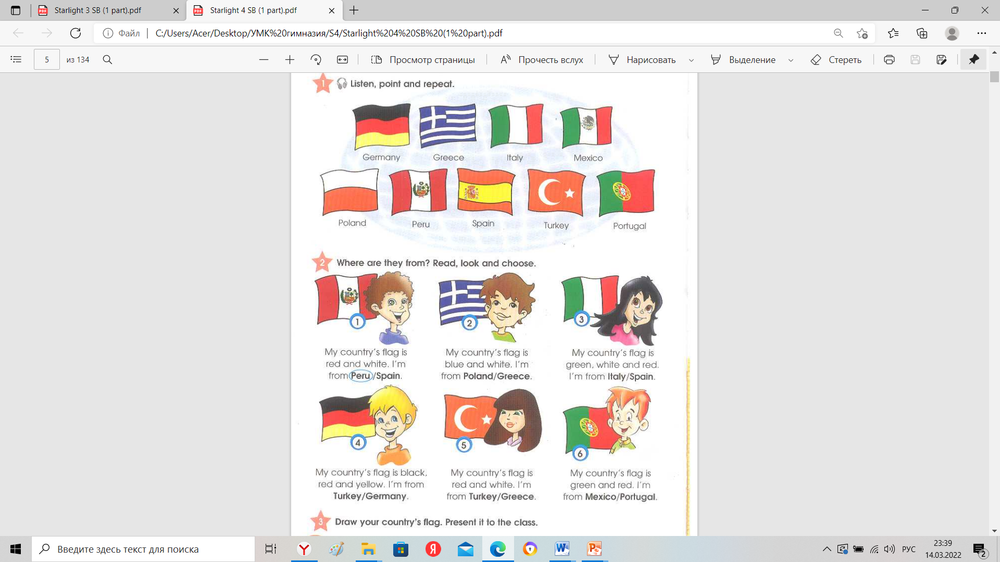 Starlight 3 SB (1 part).pdf
Starlight 4 SB (1 part).pdf
Файл
C:/Users/Acer/Desktop/УМК%20гимназия/S4/Starlight%204%20SB%20(1%20part).pdf
5 из 134
Просмотр страницы
Прочесть вслух
Нарисовать
Выделение
Стереть
1 Listen, point and repeat.
Germany Greece Italy Mexico
Poland Peru Spain Turkey Portugal
2 Where are they from? Read, look and choose.
1
My country's flag is
red and white. I'm
from Peru/Spain.
2
My country's flag is
blue and white. I'm
from Poland/Greece.
3
My country's flag is
green, white and red.
I'm from Italy/Spain.
4
My country's flag is black,
red and yellow. I'm from
Turkey/Germany.
5
My country's flag is
red and white. I'm
from Turkey/Greece.
6
My country's flag is
green and red. I'm
from Mexico/Portugal.
3 Draw your country's flag. Present it to the class.
Введите здесь текст для поиска
РУС
23:39
14.03.2022
2